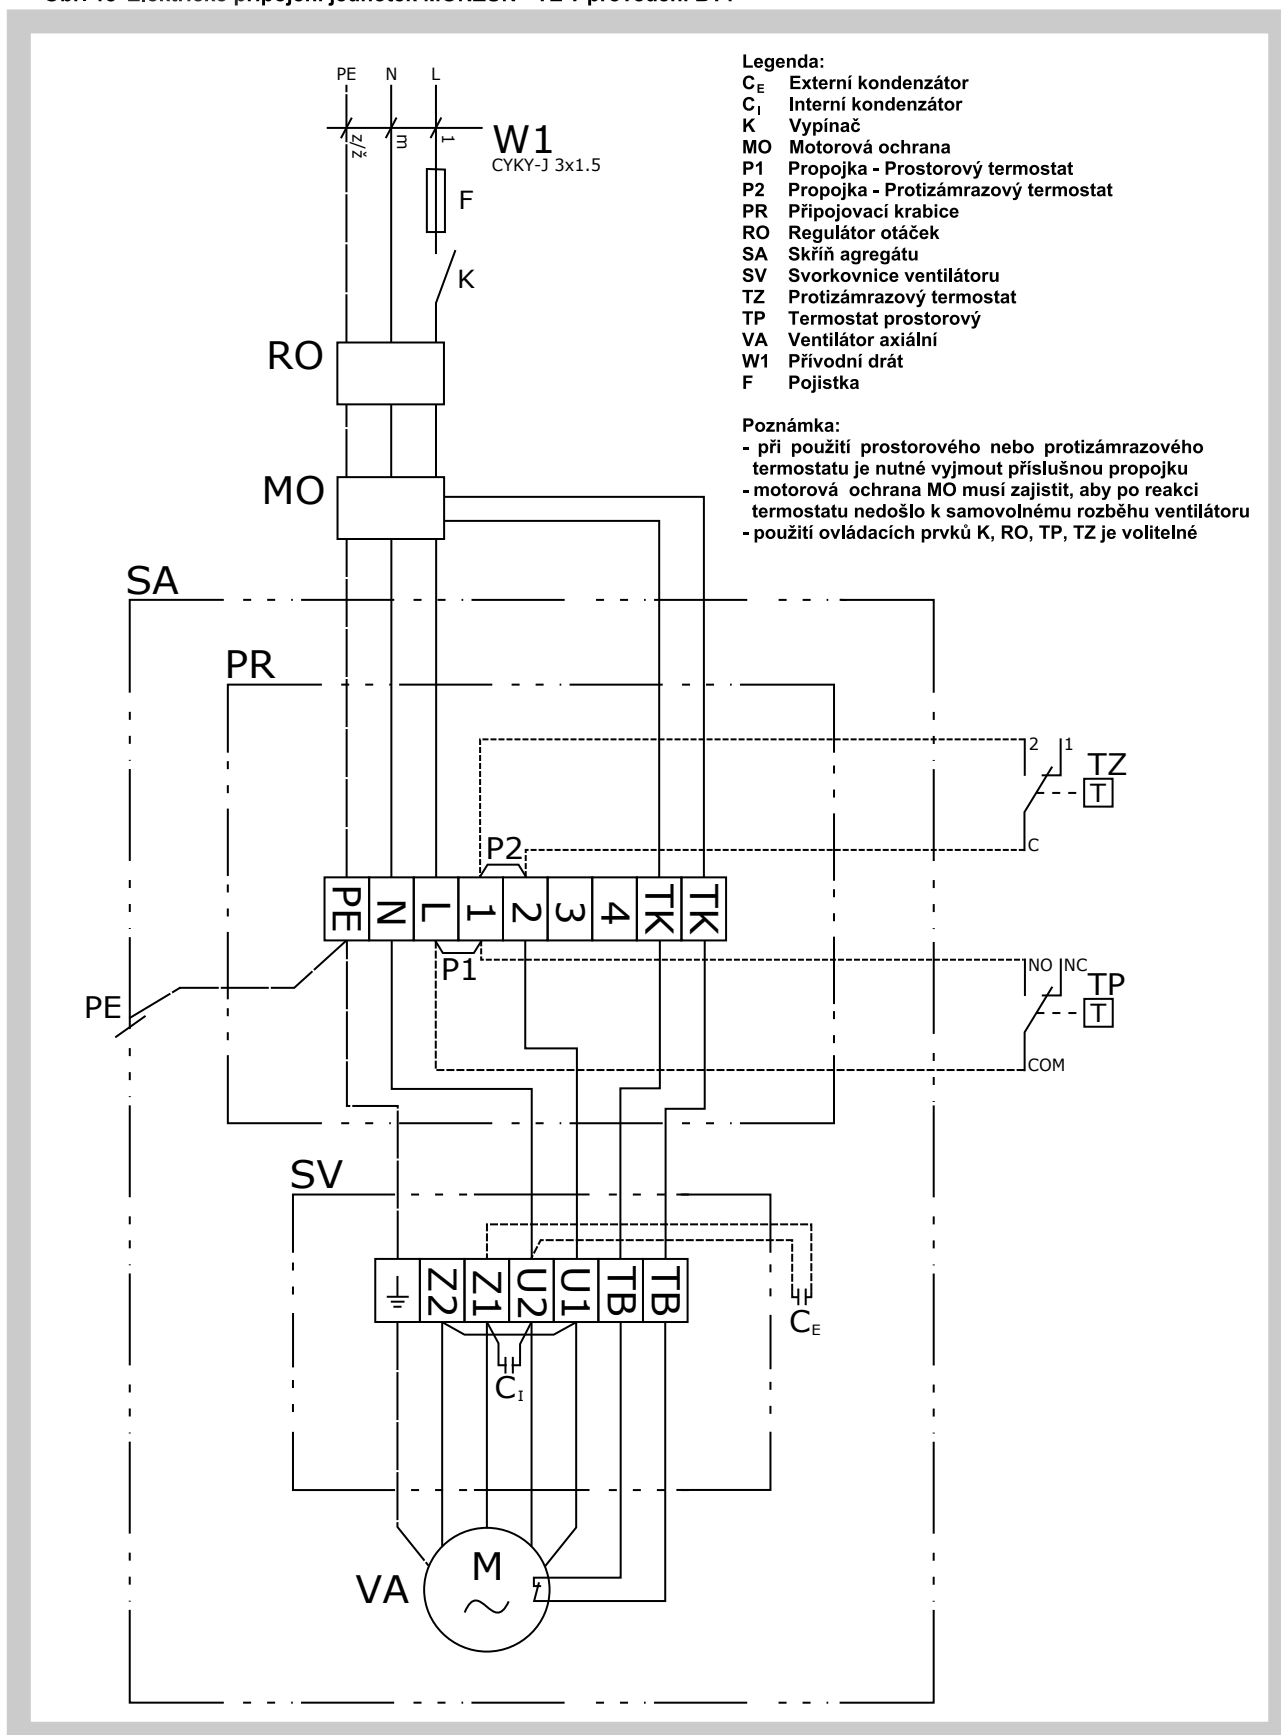 PE N L
z/ž m 1
W1
CYKY-J 3x1.5
F
K
RO
MO
Legenda:
CE Externí kondenzátor
CI Interní kondenzátor
K Vypínač
MO Motorová ochrana
P1 Propojka - Prostorový termostat
P2 Propojka - Protizámrazový termostat
PR Připojovací krabice
RO Regulátor otáček
SA Skříň agregátu
SV Svorkovnice ventilátoru
TZ Protizámrazový termostat
TP Termostat prostorový
VA Ventilátor axiální
W1 Přívodní drát
F Pojistka
Poznámka:
- při použití prostorového nebo protizámrazového
termostatu je nutné vyjmout příslušnou propojku
- motorová ochrana MO musí zajistit, aby po reakci
termostatu nedošlo k samovolnému rozběhu ventilátoru
- použití ovládacích prvků K, RO, TP, TZ je volitelné
SA
PR
2 1
TZ
T
C
P2
PE N L 1 2 3 4 TK TK
P1
NO NC
TP
T
COM
PE
SV
Z2 Z1 U2 U1 TB TB
CE
CI
M
VA